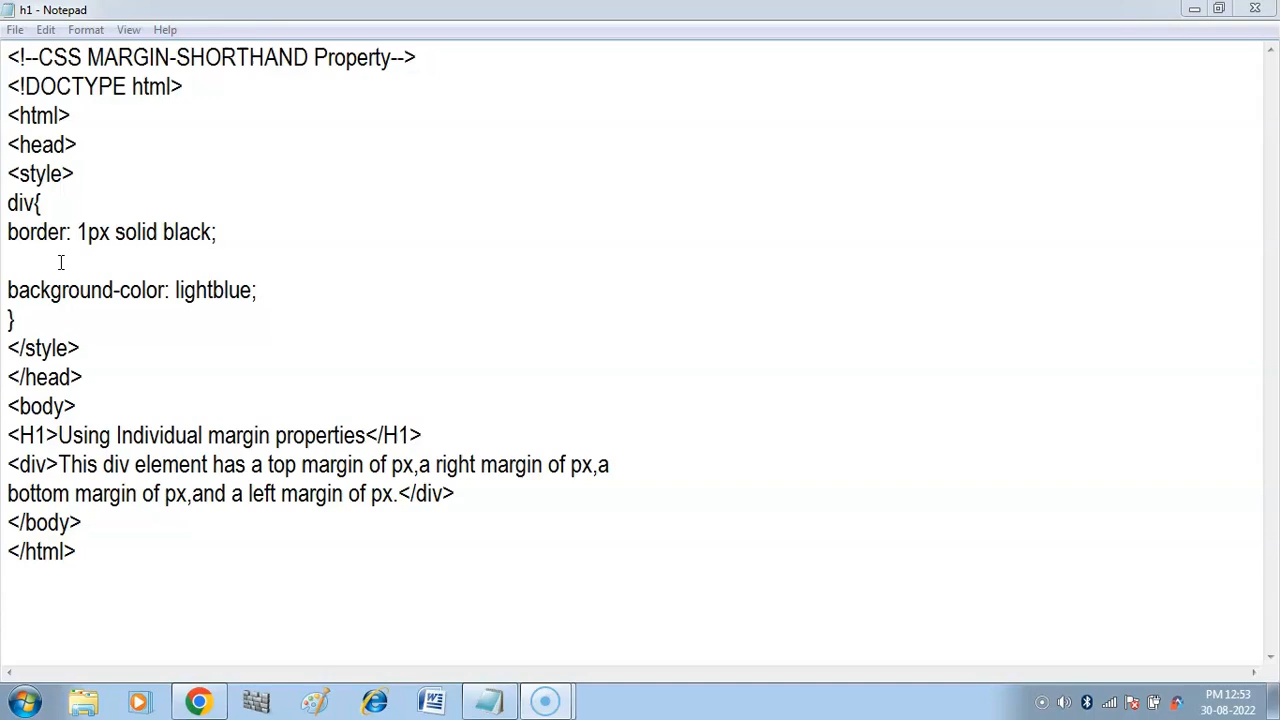 h1 - Notepad
File Edit Format View Help
<!--CSS MARGIN-SHORTHAND Property-->
<!DOCTYPE html>
<html>
<head>
<style>
div{
border: 1px solid black;
background-color: lightblue;
}
</style>
</head>
<body>
<H1>Using Individual margin properties</H1>
<div>This div element has a top margin of px,a right margin of px,a
bottom margin of px,and a left margin of px.</div>
</body>
</html>
PM 12:53
30-08-2022